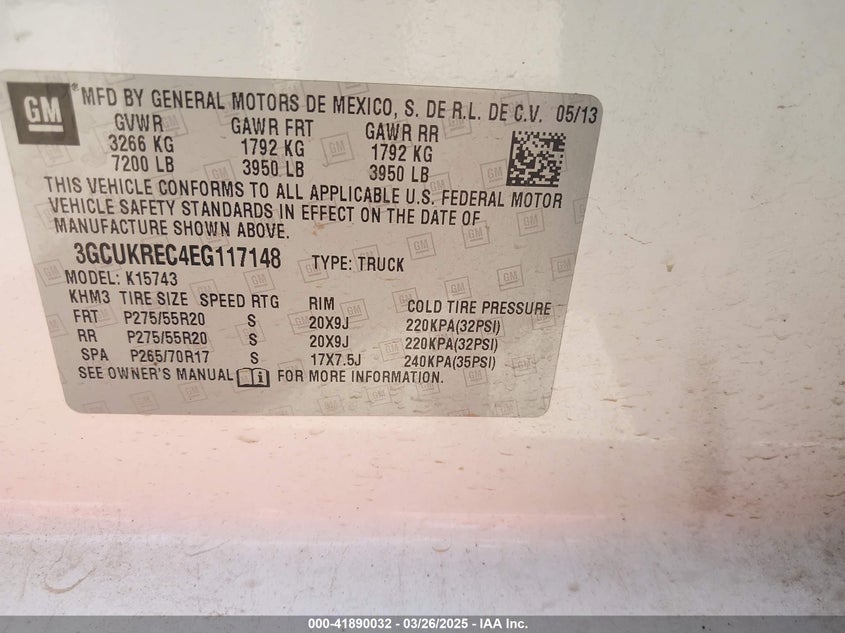 GM ® MFD BY GENERAL MOTORS DE MEXICO, S. DE R.L. DE C.V. 05/13
GVWR GAWR FRT GAWR RR
3266 KG 1792 KG 1792 KG
7200 LB 3950 LB 3950 LB
THIS VEHICLE CONFORMS TO ALL APPLICABLE U.S. FEDERAL MOTOR
VEHICLE SAFETY STANDARDS IN EFFECT ON THE DATE OF
MANUFACTURE SHOWN ABOVE.
3GCUKREC4EG117148 TYPE: TRUCK
MODEL: K15743
KHM3 TIRE SIZE SPEED RTG RIM COLD TIRE PRESSURE
FRT P275/55R20 S 20X9J 220KPA(32PSI)
RR P275/55R20 S 20X9J 220KPA(32PSI)
SPA P265/70R17 S 17X7.5J 240KPA(35PSI)
SEE OWNER'S MANUAL FOR MORE INFORMATION.
000-41890032 — 03/26/2025 — IAA Inc.